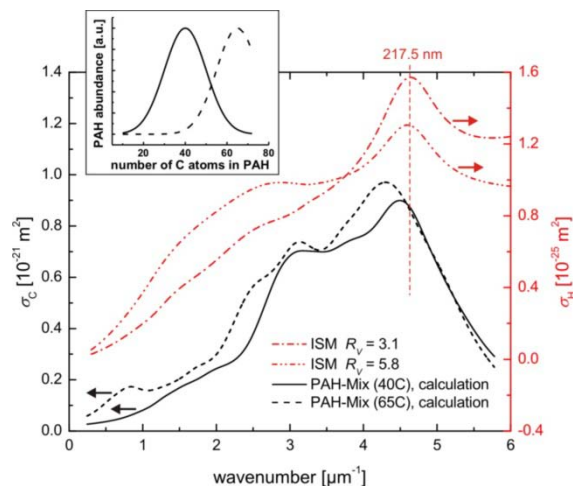 217.5 nm
PAH abundance [a.u.]
20 40 60 80
number of C atoms in PAH
1.4
1.2
1.0
0.8
0.6
0.4
0.2
0.0
σC [10⁻²¹ m²]
1.6
1.2
0.8
0.4
0.0
-0.4
σH [10⁻²⁵ m²]
ISM RV = 3.1
ISM RV = 5.8
PAH-Mix (40C), calculation
PAH-Mix (65C), calculation
0 1 2 3 4 5 6
wavenumber [µm⁻¹]